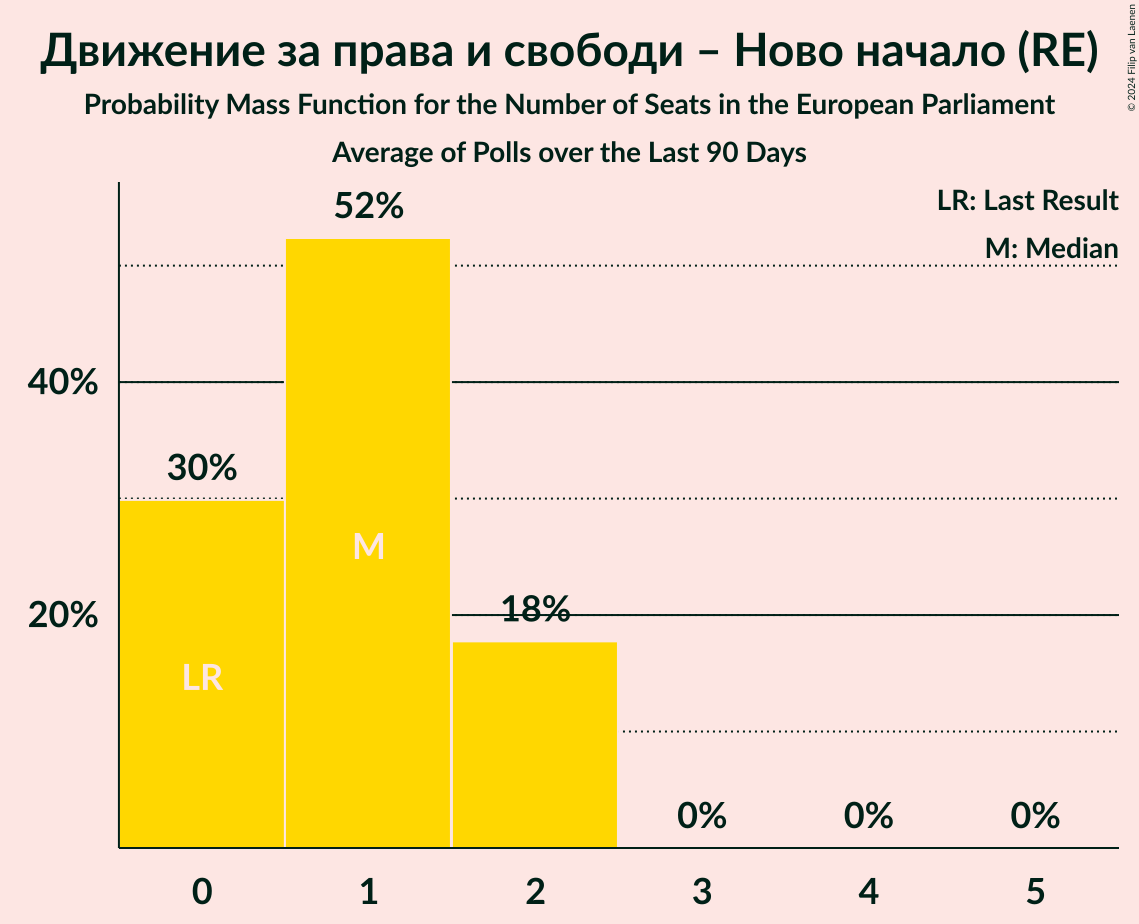 Движение за права и свободи – Ново начало (RE)
Probability Mass Function for the Number of Seats in the European Parliament
Average of Polls over the Last 90 Days
© 2024 Filip van Laenen
LR: Last Result
M: Median
52%
40%
30%
M
20%
18%
LR
0% 0% 0%
0 1 2 3 4 5